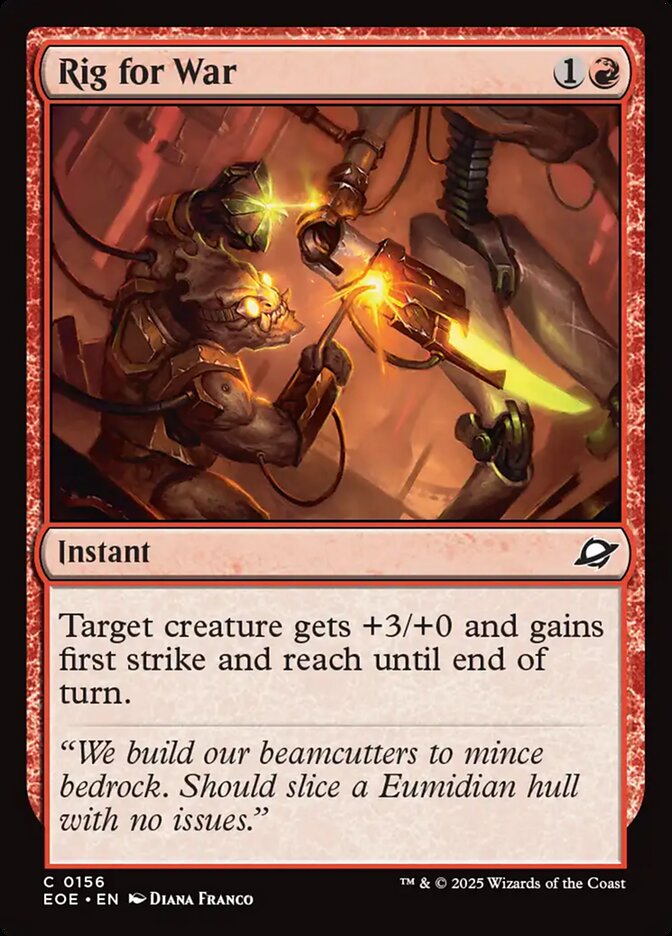 Rig for War
1
Instant
Target creature gets +3/+0 and gains
first strike and reach until end of
turn.
“We build our beamcutters to mince
bedrock. Should slice a Eumidian hull
with no issues.”
C 0156
EOE • EN Diana Franco
™ & © 2025 Wizards of the Coast